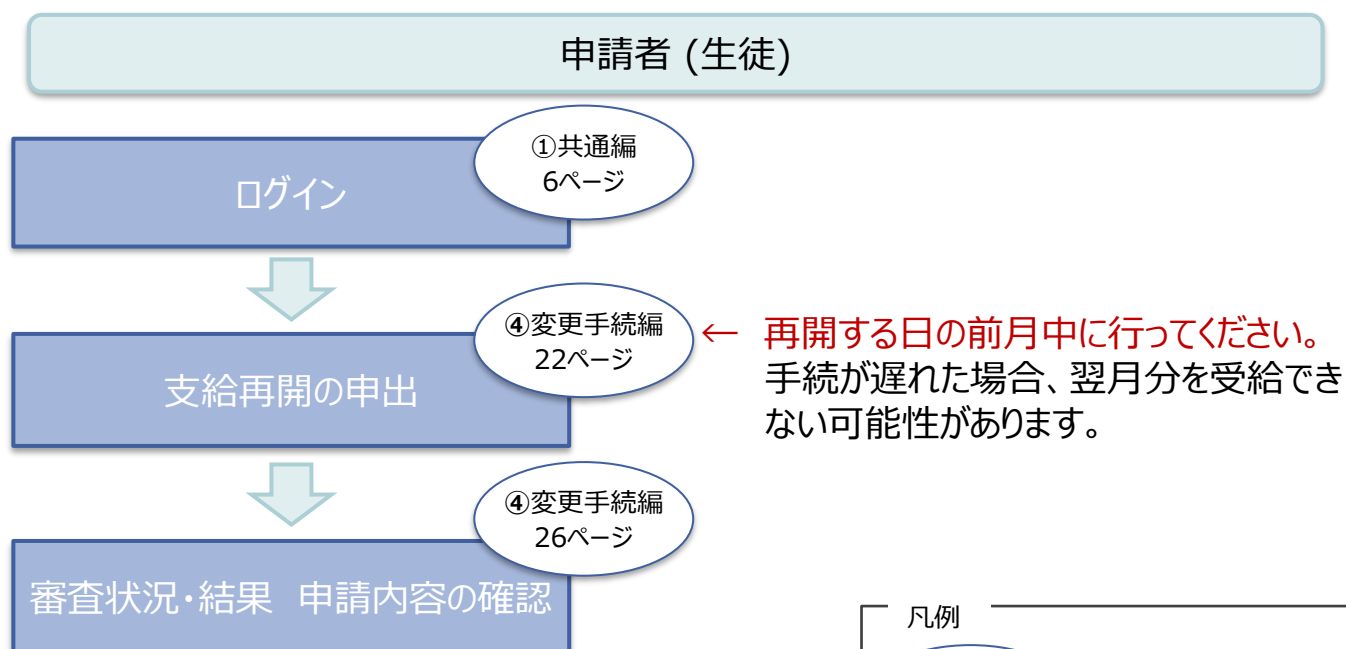 申請者 (生徒)
①共通編
6ページ
ログイン
④変更手続編
22ページ
← 再開する日の前月中に行ってください。
手続が遅れた場合、翌月分を受給でき
ない可能性があります。
支給再開の申出
④変更手続編
26ページ
審査状況・結果　申請内容の確認
凡例